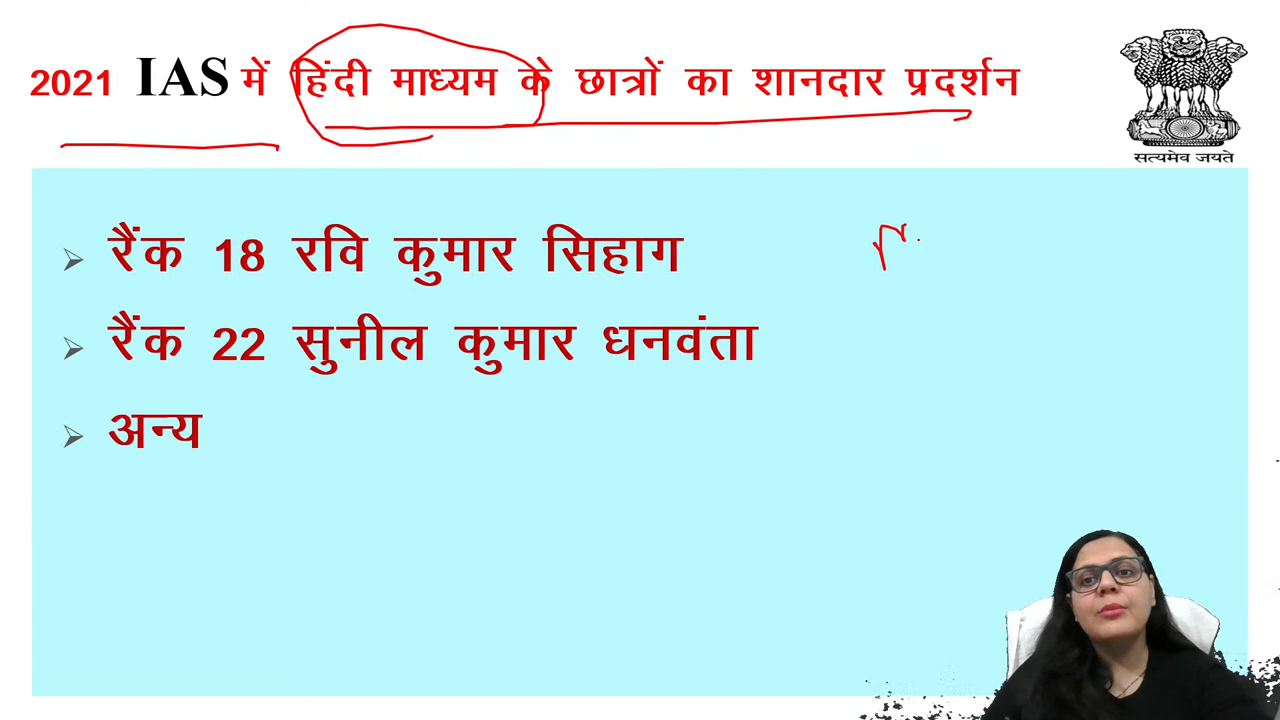 2021 IAS में हिंदी माध्यम के छात्रों का शानदार प्रदर्शन
सत्यमेव जयते
रैंक 18 रवि कुमार सिहाग
रैंक 22 सुनील कुमार धनवंता
अन्य